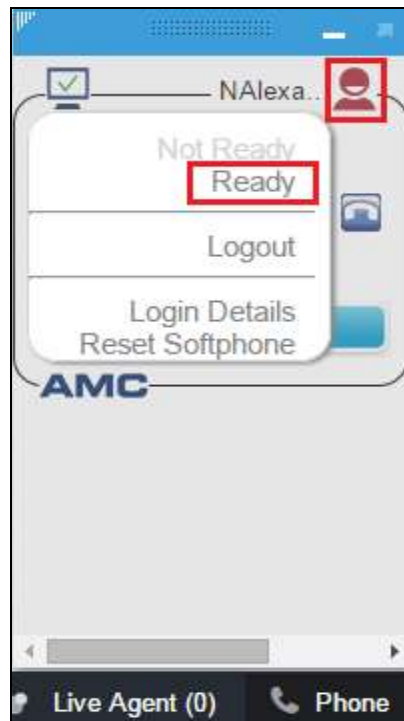 NAlexa..
Not Ready
Ready
Logout
Login Details
Reset Softphone
AMC
Live Agent (0)
Phone